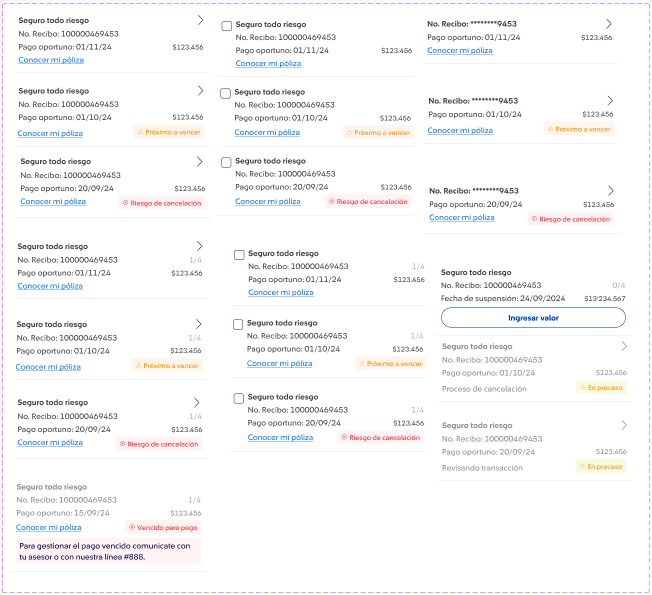 Seguro todo riesgo
No. Recibo: 100000469453
Pago oportuno: 01/11/24
$123.456
Conocer mi póliza
Seguro todo riesgo
No. Recibo: 100000469453
Pago oportuno: 01/10/24
$123.456
Conocer mi póliza
Próximo a vencer
Seguro todo riesgo
No. Recibo: 100000469453
Pago oportuno: 20/09/24
$123.456
Conocer mi póliza
Riesgo de cancelación
Seguro todo riesgo
No. Recibo: 100000469453
1/4
Pago oportuno: 01/11/24
$123.456
Conocer mi póliza
Seguro todo riesgo
No. Recibo: 100000469453
1/4
Pago oportuno: 01/10/24
$123.456
Conocer mi póliza
Próximo a vencer
Seguro todo riesgo
No. Recibo: 100000469453
1/4
Pago oportuno: 20/09/24
$123.456
Conocer mi póliza
Riesgo de cancelación
Seguro todo riesgo
No. Recibo: 100000469453
1/4
Pago oportuno: 15/09/24
$123.456
Conocer mi póliza
Vencido para pago
Para gestionar el pago vencido comunicate con
tu asesor o con nuestra línea #888.
Seguro todo riesgo
No. Recibo: 100000469453
Pago oportuno: 01/11/24
$123.456
Conocer mi póliza
Seguro todo riesgo
No. Recibo: 100000469453
Pago oportuno: 01/10/24
$123.456
Conocer mi póliza
Próximo a vencer
Seguro todo riesgo
No. Recibo: 100000469453
Pago oportuno: 20/09/24
$123.456
Conocer mi póliza
Riesgo de cancelación
Seguro todo riesgo
No. Recibo: 100000469453
1/4
Pago oportuno: 01/11/24
$123.456
Conocer mi póliza
Seguro todo riesgo
No. Recibo: 100000469453
1/4
Pago oportuno: 01/10/24
$123.456
Conocer mi póliza
Próximo a vencer
Seguro todo riesgo
No. Recibo: 100000469453
1/4
Pago oportuno: 20/09/24
$123.456
Conocer mi póliza
Riesgo de cancelación
No. Recibo: ********9453
Pago oportuno: 01/11/24
$123.456
Conocer mi póliza
No. Recibo: ********9453
Pago oportuno: 01/10/24
$123.456
Conocer mi póliza
Próximo a vencer
No. Recibo: ********9453
Pago oportuno: 20/09/24
$123.456
Conocer mi póliza
Riesgo de cancelación
Seguro todo riesgo
No. Recibo: 100000469453
0/4
Fecha de suspensión: 24/09/2024
$13'234.567
Ingresar valor
Seguro todo riesgo
No. Recibo: 100000469453
Pago oportuno: 01/10/24
$123.456
Proceso de cancelación
En proceso
Seguro todo riesgo
No. Recibo: 100000469453
Pago oportuno: 20/09/24
$123.456
Revisando transacción
En proceso